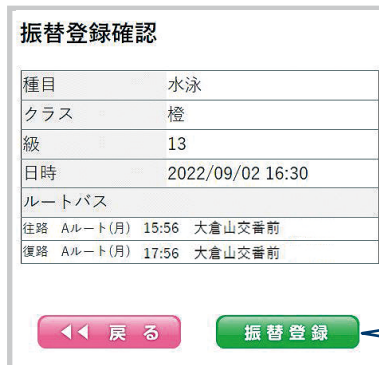 振替登録確認
種目 水泳
クラス 橙
級 13
日時 2022/09/02 16:30
ルートバス
往路 Aルート(月) 15:56 大倉山交番前
復路 Aルート(月) 17:56 大倉山交番前
戻る 振替登録